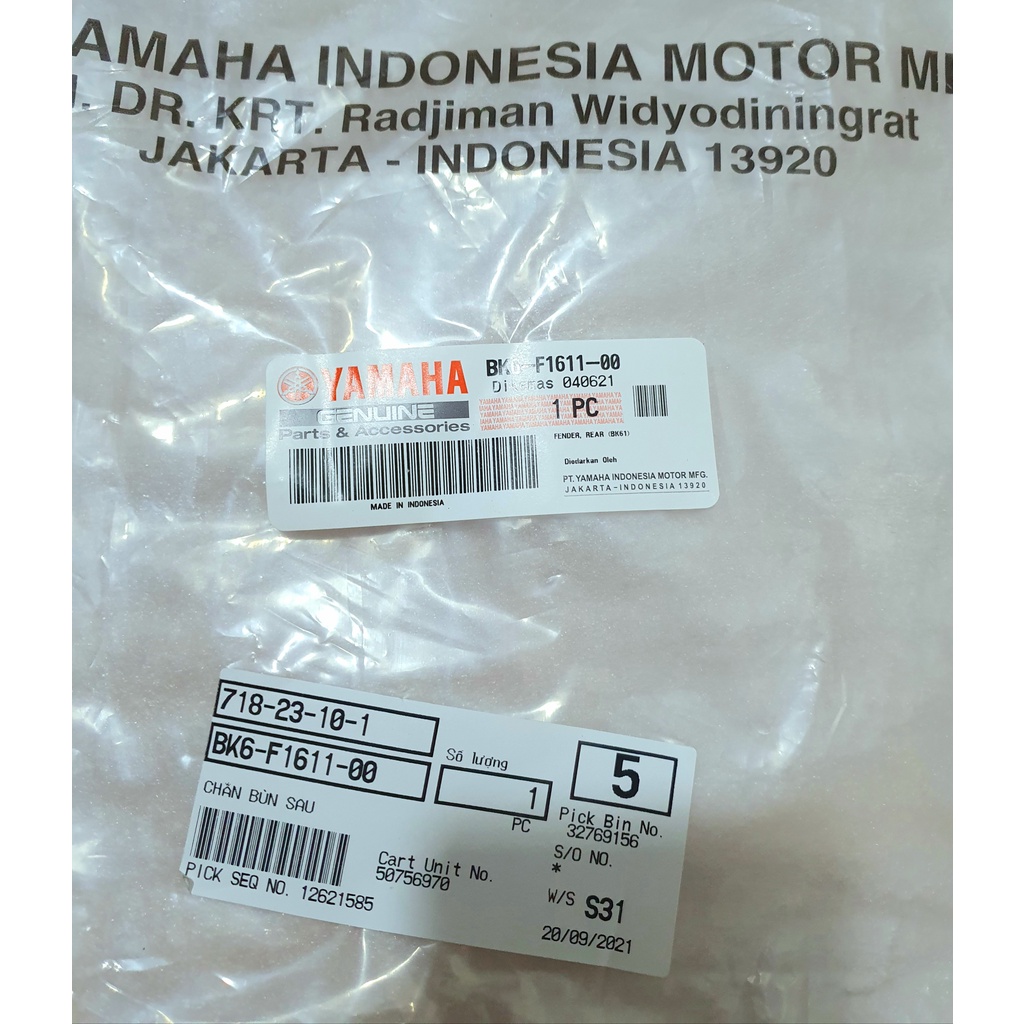 AMAHA INDONESIA MOTOR M
. DR. KRT. Radjiman Widyodiningrat
JAKARTA - INDONESIA 13920
YAMAHA
GENUINE
Parts & Accessories
MADE IN INDONESIA
BK6-F1611-00
Dikemas 040621
1 PC
FENDER, REAR (BK61)
Diedarkan Oleh
PT. YAMAHA INDONESIA MOTOR MFG.
JAKARTA-INDONESIA 13920
718-23-10-1
BK6-F1611-00
CHẮN BÙN SAU
PICK SEQ NO. 12621585
Số lượng
1
PC
Cart Unit No.
50756970
5
Pick Bin No.
32769156
S/O NO.
*
W/S S31
20/09/2021